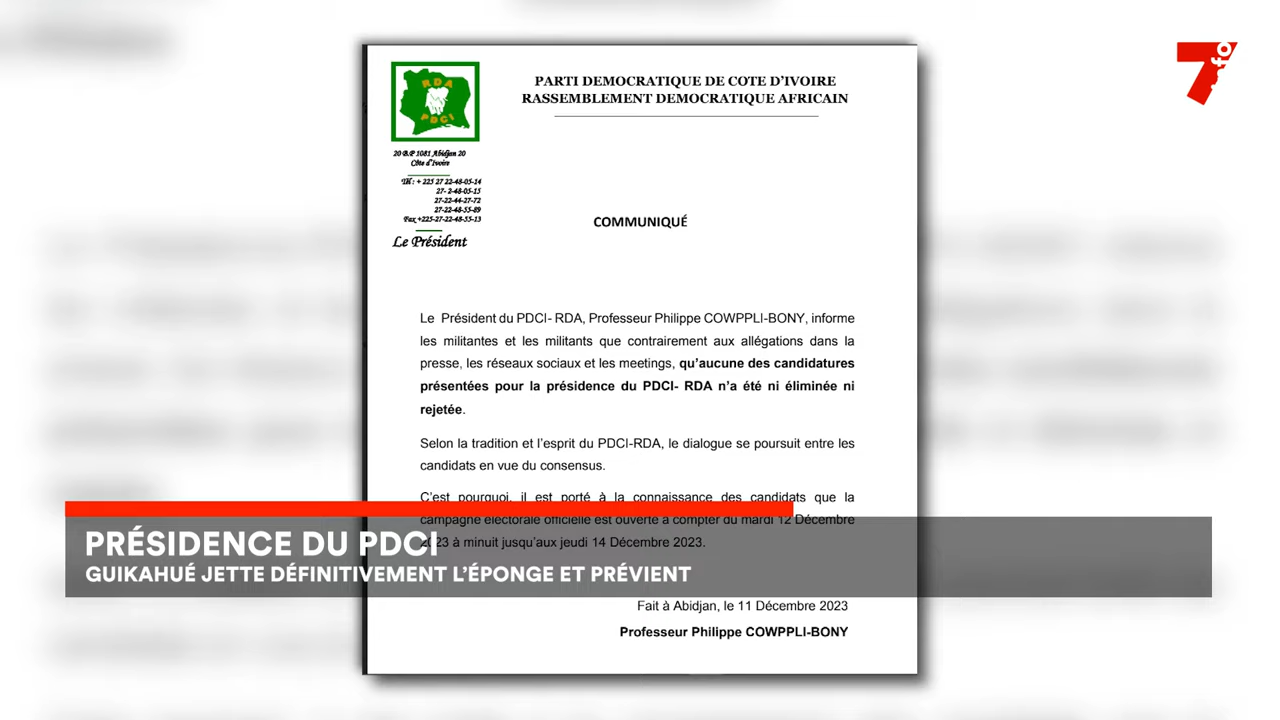 7
fo
RDA
PDCI
PARTI DEMOCRATIQUE DE COTE D'IVOIRE
RASSEMBLEMENT DEMOCRATIQUE AFRICAIN
20 B.P 1081 Abidjan 20
Côte d'Ivoire
Tél : + 225 27 22-48-05-14
27- 2-48-05-15
27-22-44-27-72
27-22-48-55-89
Fax +225-27-22-48-55-13
Le Président
COMMUNIQUÉ
Le Président du PDCI- RDA, Professeur Philippe COWPPLI-BONY, informe
les militantes et les militants que contrairement aux allégations dans la
presse, les réseaux sociaux et les meetings, qu'aucune des candidatures
présentées pour la présidence du PDCI- RDA n'a été ni éliminée ni
rejetée.
Selon la tradition et l'esprit du PDCI-RDA, le dialogue se poursuit entre les
candidats en vue du consensus.
C'est pourquoi, il est porté à la connaissance des candidats que la
campagne électorale officielle est ouverte à compter du mardi 12 Décembre
2023 à minuit jusqu'aux jeudi 14 Décembre 2023.
PRÉSIDENCE DU PDCI
GUIKAHUÉ JETTE DÉFINITIVEMENT L'ÉPONGE ET PRÉVIENT
Fait à Abidjan, le 11 Décembre 2023
Professeur Philippe COWPPLI-BONY